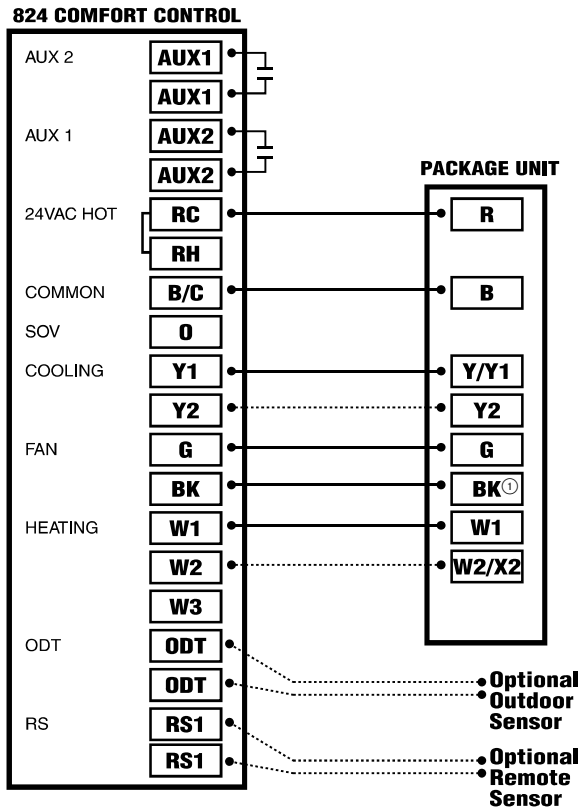 824 COMFORT CONTROL
AUX 2
AUX1
AUX1
AUX 1
AUX2
AUX2
24VAC HOT
RC
RH
COMMON
B/C
SOV
O
COOLING
Y1
Y2
FAN
G
BK
HEATING
W1
W2
W3
ODT
ODT
ODT
RS
RS1
RS1
PACKAGE UNIT
R
B
Y/Y1
Y2
G
BK①
W1
W2/X2
Optional
Outdoor
Sensor
Optional
Remote
Sensor